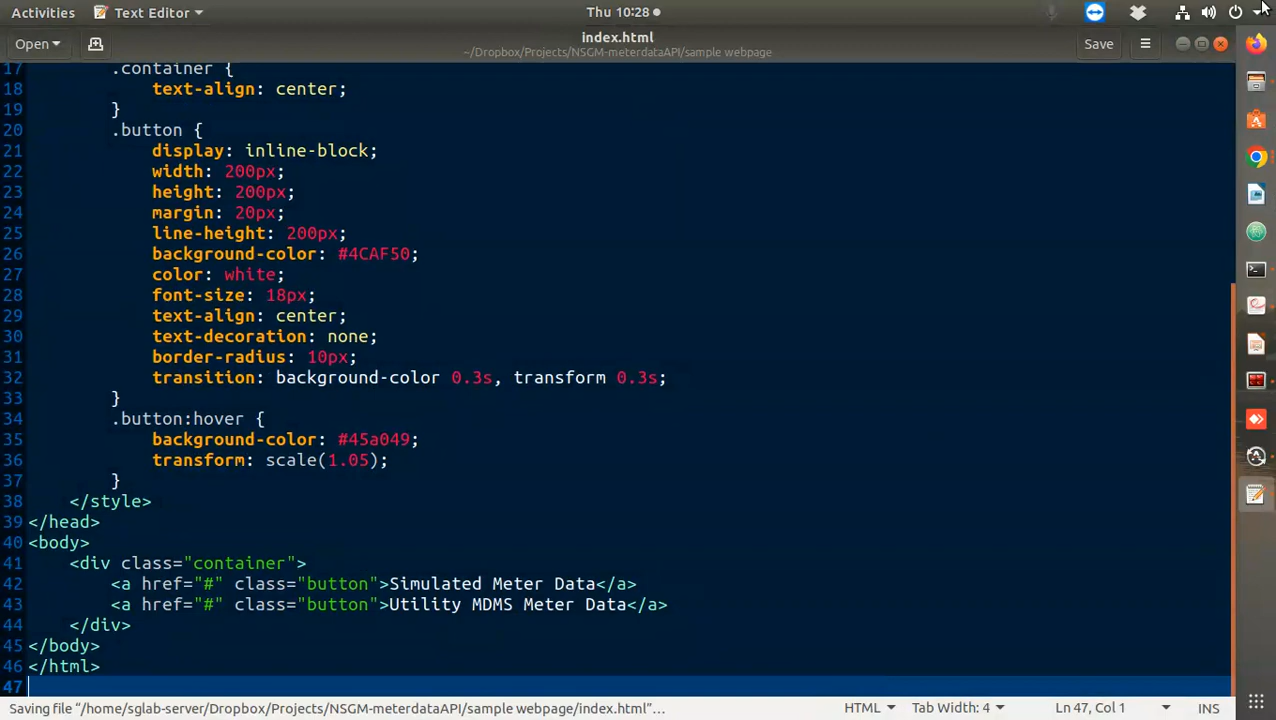 Activities Text Editor Thu 10:28
Open index.html Save
~/Dropbox/Projects/NSGM-meterdataAPI/sample webpage
17 .container {
18 text-align: center;
19 }
20 .button {
21 display: inline-block;
22 width: 200px;
23 height: 200px;
24 margin: 20px;
25 line-height: 200px;
26 background-color: #4CAF50;
27 color: white;
28 font-size: 18px;
29 text-align: center;
30 text-decoration: none;
31 border-radius: 10px;
32 transition: background-color 0.3s, transform 0.3s;
33 }
34 .button:hover {
35 background-color: #45a049;
36 transform: scale(1.05);
37 }
38 </style>
39 </head>
40 <body>
41 <div class="container">
42 <a href="#" class="button">Simulated Meter Data</a>
43 <a href="#" class="button">Utility MDMS Meter Data</a>
44 </div>
45 </body>
46 </html>
47
Saving file “/home/sglab-server/Dropbox/Projects/NSGM-meterdataAPI/sample webpage/index.html”… HTML Tab Width: 4 Ln 47, Col 1 INS